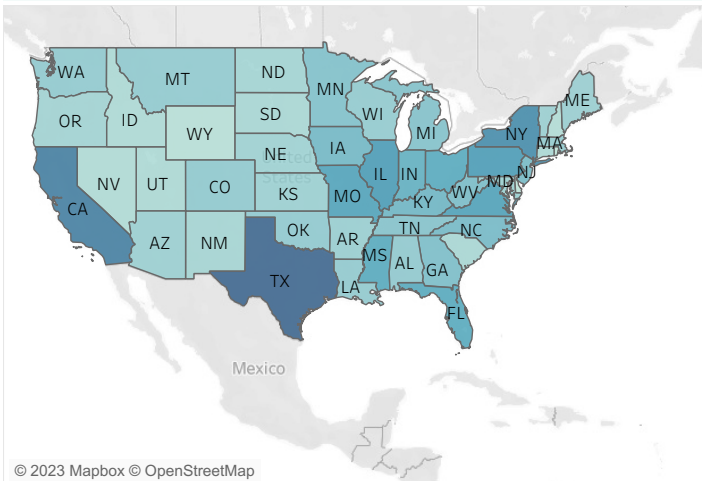 WA
MT
ND
MN
ME
OR
ID
SD
WI
MI
NY
WY
MA
NE
IA
United
States
NV
UT
CO
KS
MO
IL
IN
NJ
MD
WV
KY
CA
NC
TN
OK
AZ
NM
AR
MS
AL
GA
TX
LA
FL
Mexico
© 2023 Mapbox © OpenStreetMap